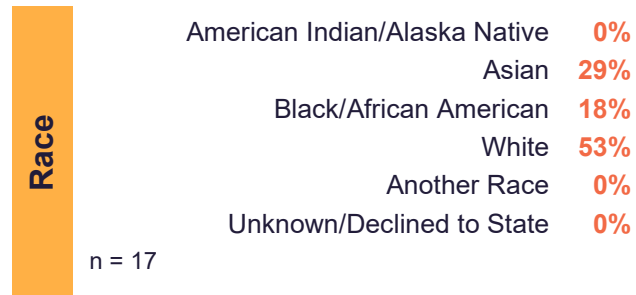 Race
American Indian/Alaska Native 0%
Asian 29%
Black/African American 18%
White 53%
Another Race 0%
Unknown/Declined to State 0%
n = 17